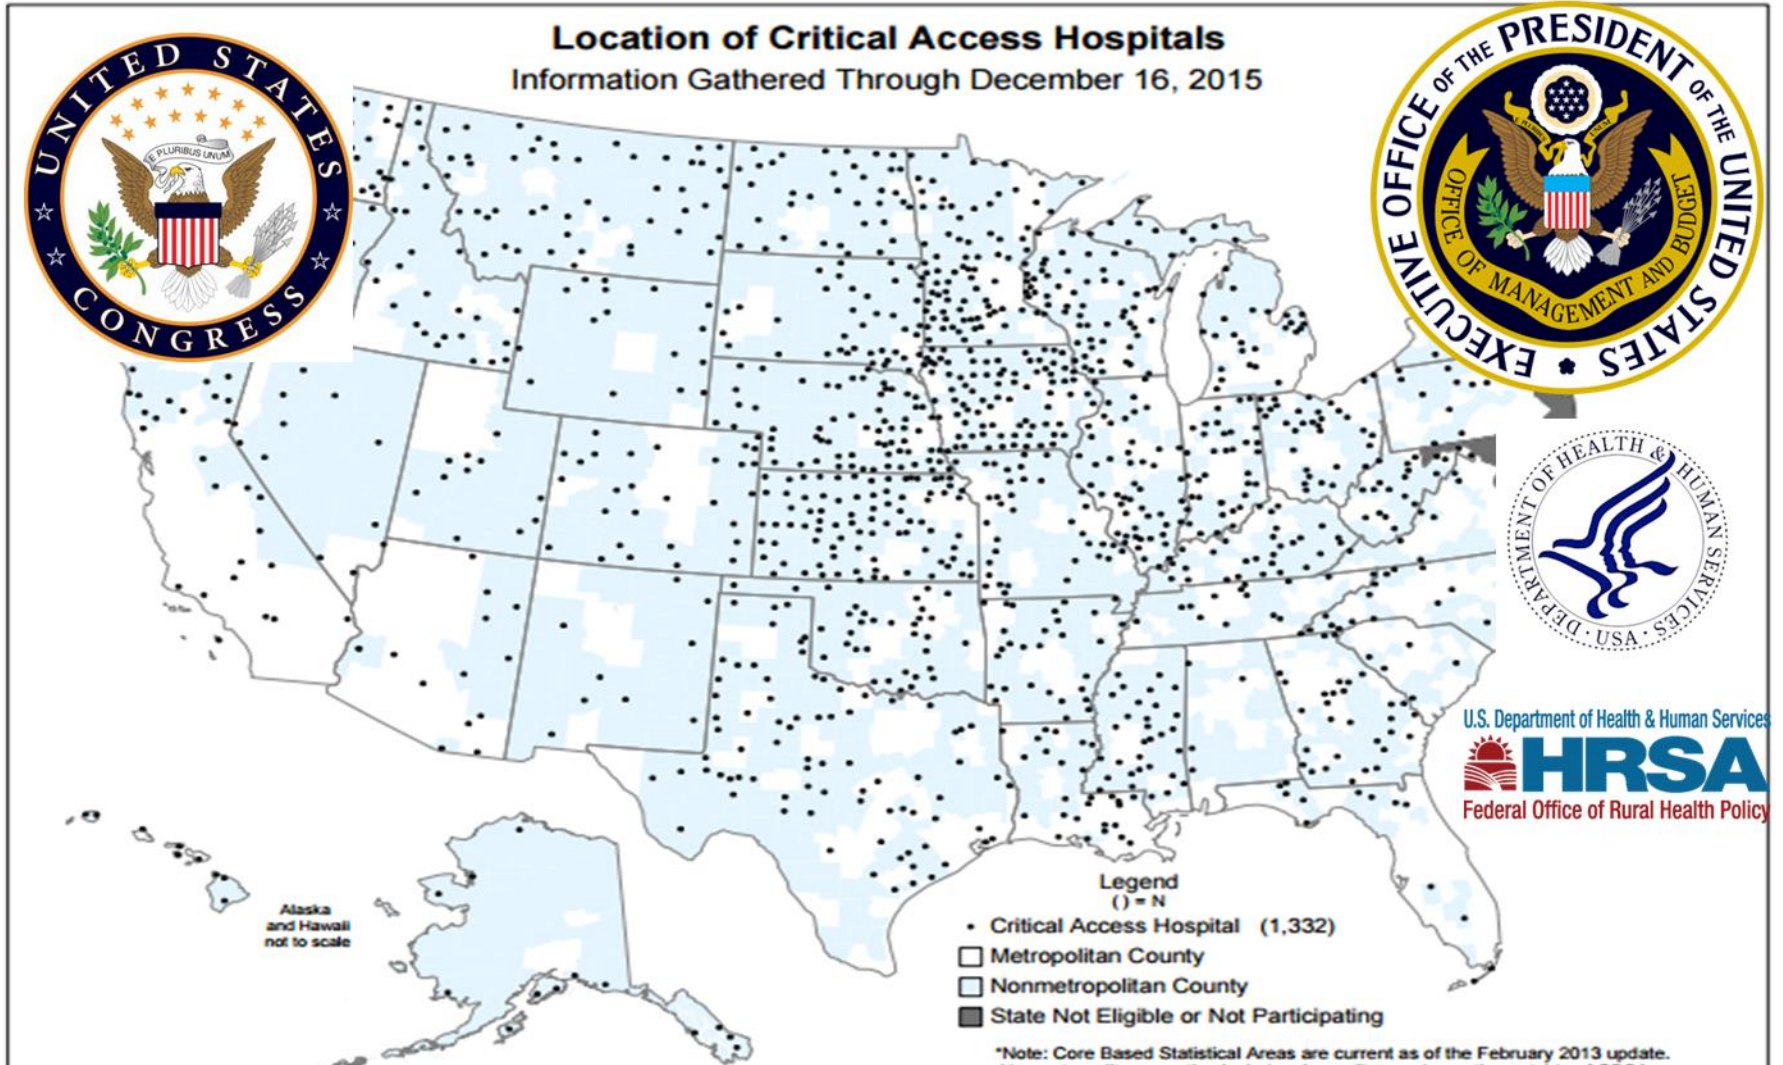 Location of Critical Access Hospitals
Information Gathered Through December 16, 2015
UNITED STATES
CONGRESS
E PLURIBUS UNUM
EXECUTIVE OFFICE OF THE PRESIDENT OF THE UNITED STATES
OFFICE OF MANAGEMENT AND BUDGET
DEPARTMENT OF HEALTH & HUMAN SERVICES · USA ·
U.S. Department of Health & Human Services
HRSA
Federal Office of Rural Health Policy
Alaska
and Hawaii
not to scale
Legend
( ) = N
Critical Access Hospital (1,332)
Metropolitan County
Nonmetropolitan County
State Not Eligible or Not Participating
*Note: Core Based Statistical Areas are current as of the February 2013 update.